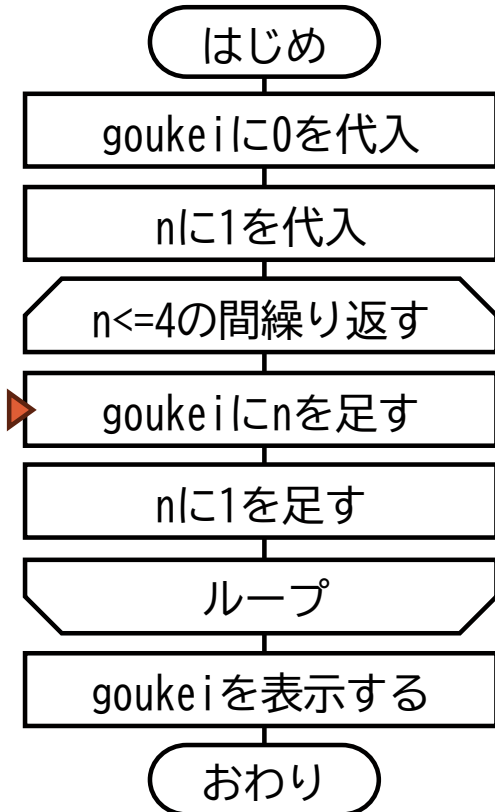 はじめ
goukeiに0を代入
nに1を代入
n<=4の間繰り返す
goukeiにnを足す
nに1を足す
ループ
goukeiを表示する
おわり